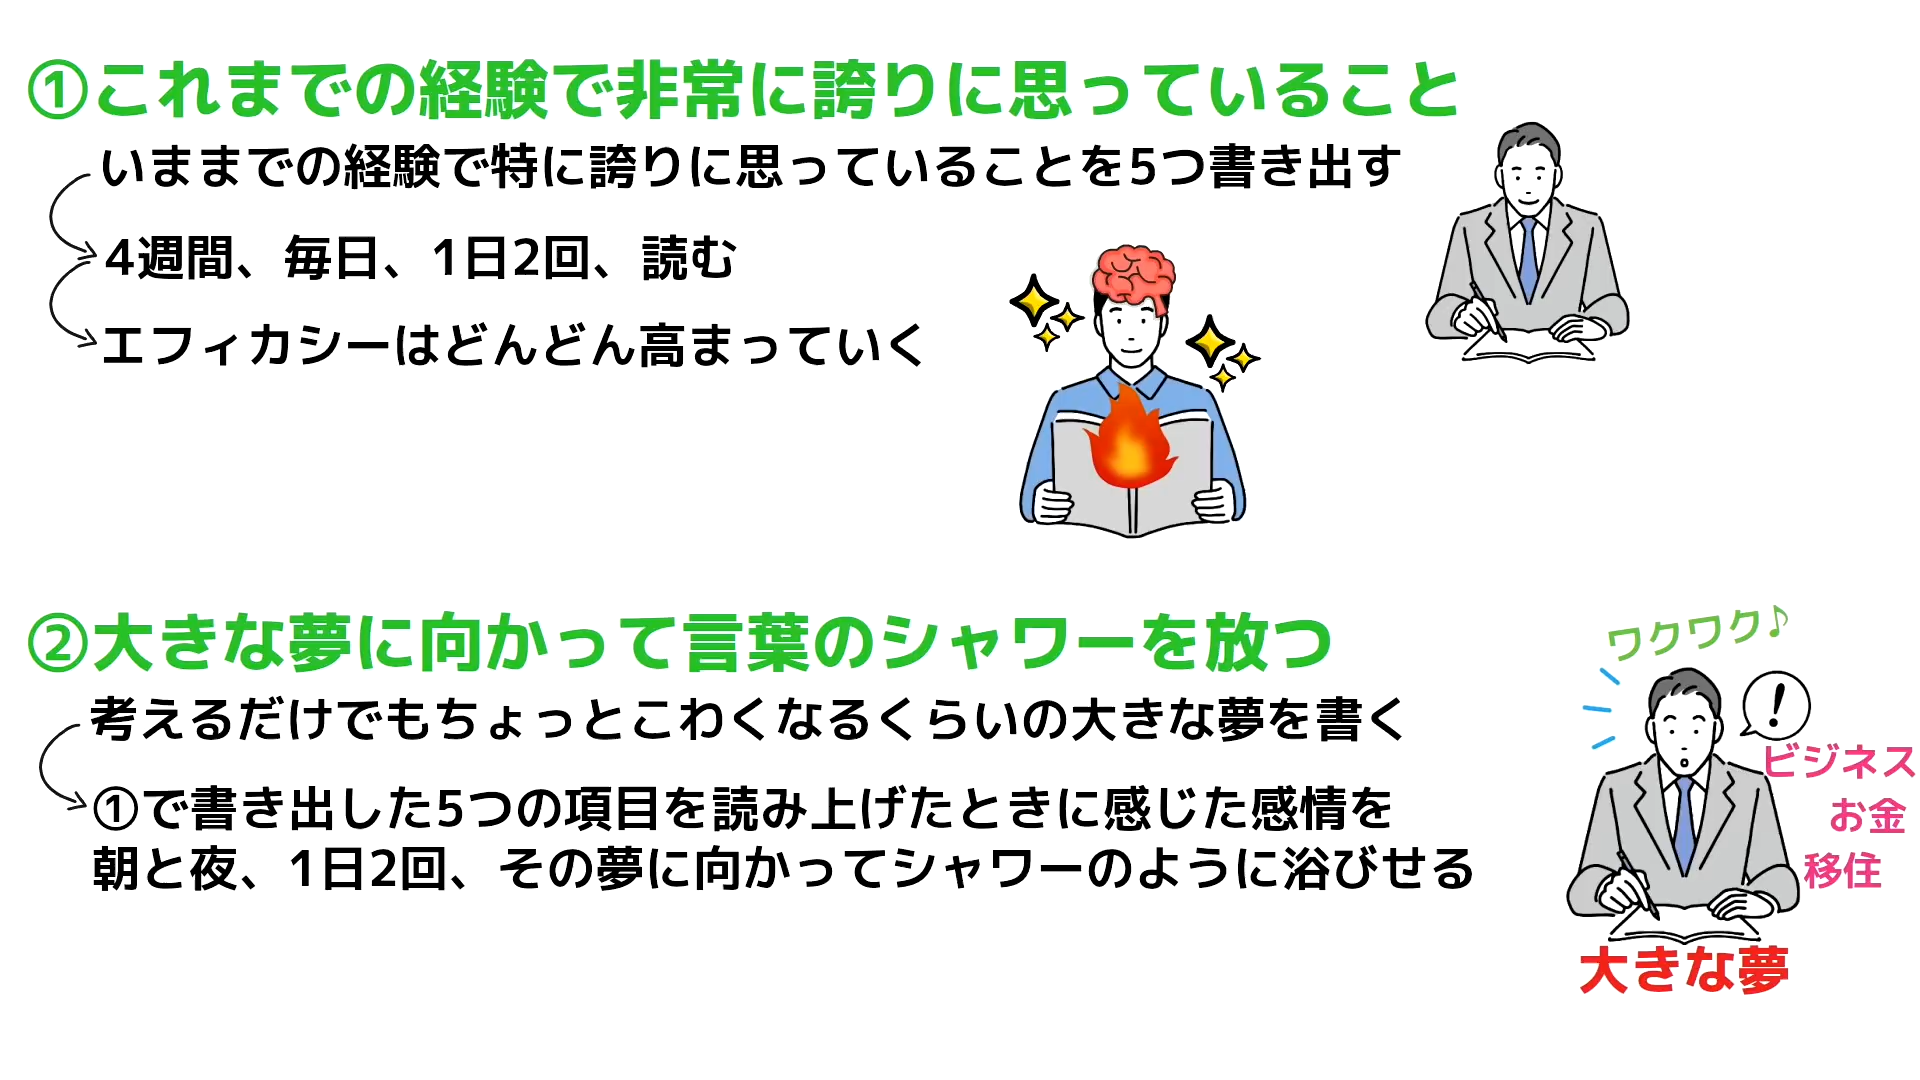 ①これまでの経験で非常に誇りに思っていること
いままでの経験で特に誇りに思っていることを5つ書き出す
4週間、毎日、1日2回、読む
エフィカシーはどんどん高まっていく
②大きな夢に向かって言葉のシャワーを放つ
考えるだけでもちょっとこわくなるくらいの大きな夢を書く
①で書き出した5つの項目を読み上げたときに感じた感情を
朝と夜、1日2回、その夢に向かってシャワーのように浴びせる
ワクワク♪
!
ビジネス
お金
移住
大きな夢